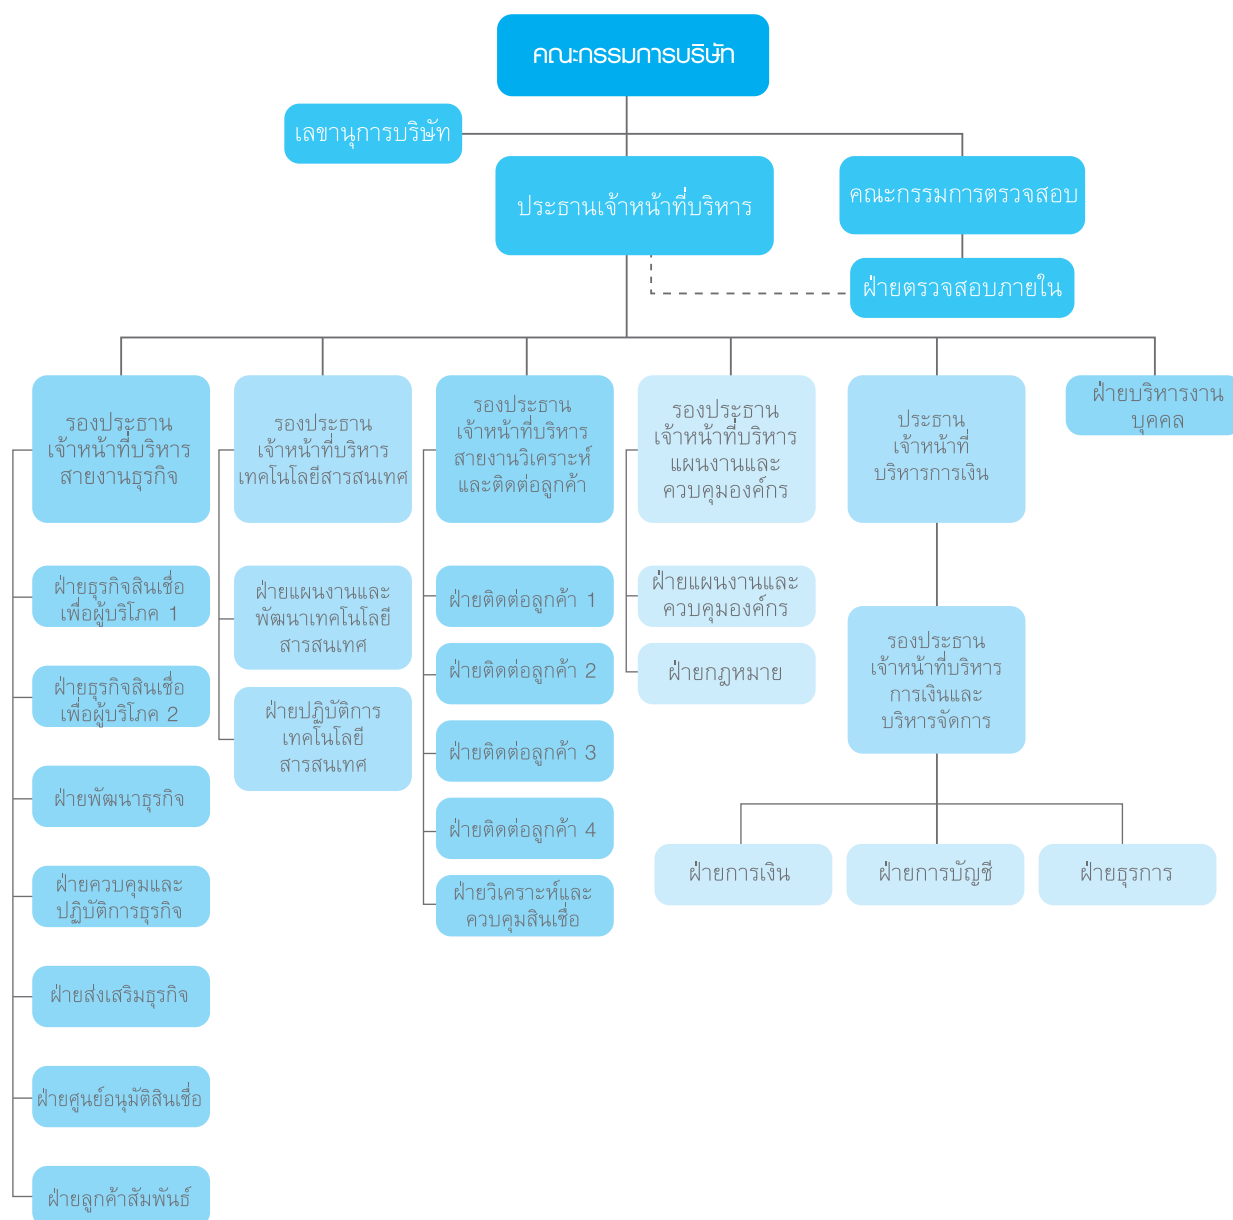 คณะกรรมการบริษัท
เลขานุการบริษัท
ประธานเจ้าหน้าที่บริหาร
คณะกรรมการตรวจสอบ
ฝ่ายตรวจสอบภายใน
รองประธาน
เจ้าหน้าที่บริหาร
สายงานธุรกิจ
รองประธาน
เจ้าหน้าที่บริหาร
เทคโนโลยีสารสนเทศ
รองประธาน
เจ้าหน้าที่บริหาร
สายงานวิเคราะห์
และติดต่อลูกค้า
รองประธาน
เจ้าหน้าที่บริหาร
แผนงานและ
ควบคุมองค์กร
ประธาน
เจ้าหน้าที่
บริหารการเงิน
ฝ่ายบริหารงาน
บุคคล
ฝ่ายธุรกิจสินเชื่อ
เพื่อผู้บริโภค 1
ฝ่ายธุรกิจสินเชื่อ
เพื่อผู้บริโภค 2
ฝ่ายพัฒนาธุรกิจ
ฝ่ายควบคุมและ
ปฏิบัติการธุรกิจ
ฝ่ายส่งเสริมธุรกิจ
ฝ่ายศูนย์อนุมัติสินเชื่อ
ฝ่ายลูกค้าสัมพันธ์
ฝ่ายแผนงานและ
พัฒนาเทคโนโลยี
สารสนเทศ
ฝ่ายปฏิบัติการ
เทคโนโลยี
สารสนเทศ
ฝ่ายติดต่อลูกค้า 1
ฝ่ายติดต่อลูกค้า 2
ฝ่ายติดต่อลูกค้า 3
ฝ่ายติดต่อลูกค้า 4
ฝ่ายวิเคราะห์และ
ควบคุมสินเชื่อ
ฝ่ายแผนงานและ
ควบคุมองค์กร
ฝ่ายกฎหมาย
รองประธาน
เจ้าหน้าที่บริหาร
การเงินและ
บริหารจัดการ
ฝ่ายการเงิน
ฝ่ายการบัญชี
ฝ่ายธุรการ